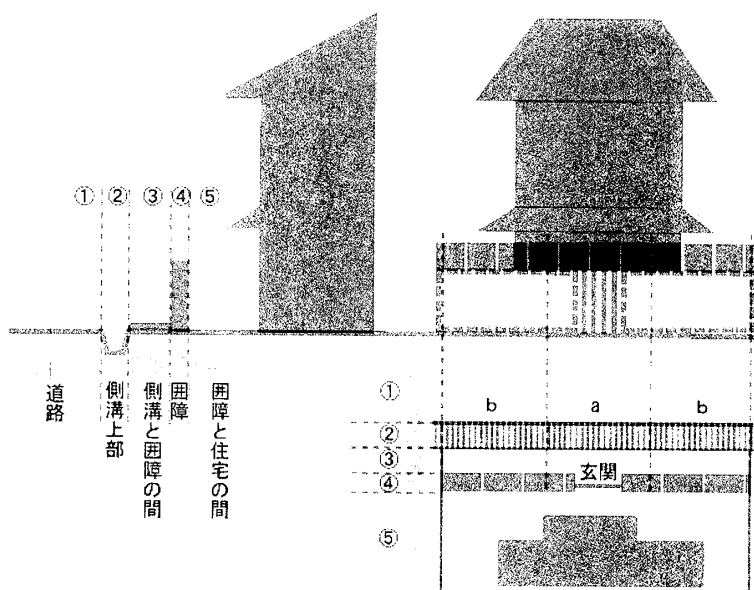 ① ② ③ ④ ⑤
道路
側溝上部
側溝と囲障の間
囲障
囲障と住宅の間
①
b a b
②
③
玄関
④
⑤